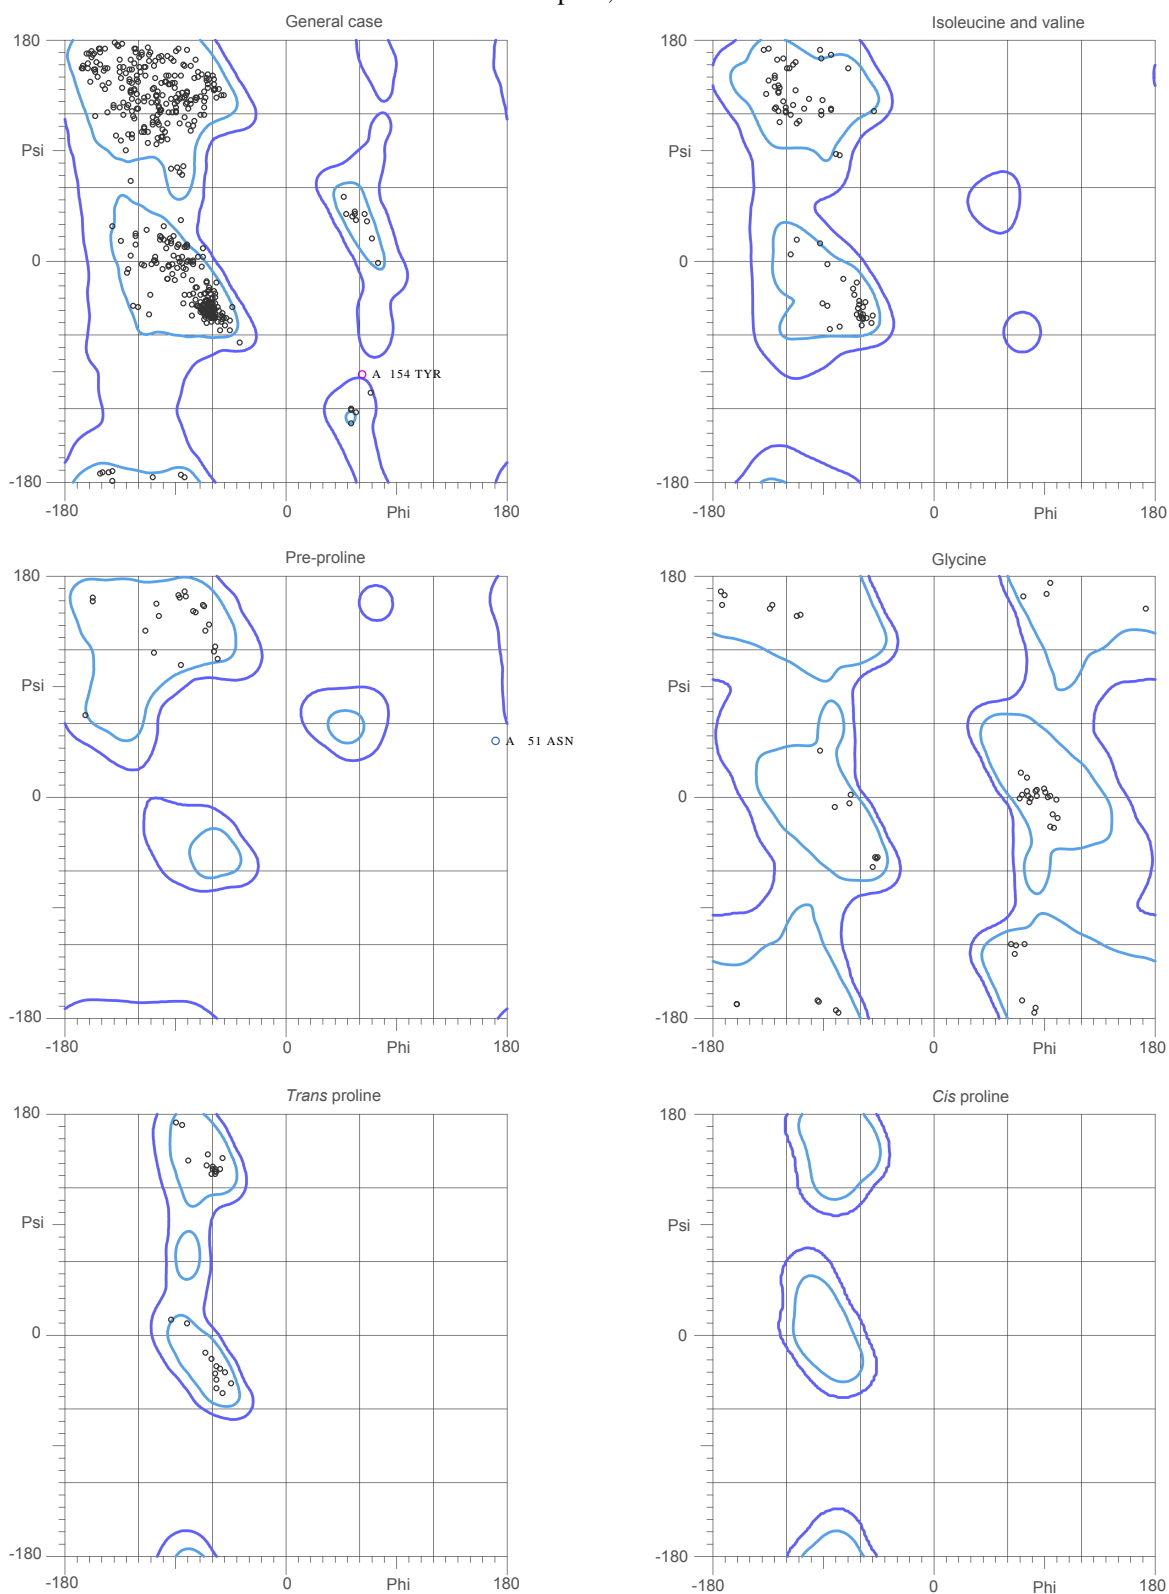 General case
Isoleucine and valine
180
180
Psi
Psi
0
0
A 154 TYR
-180
-180
-180
0
Phi
180
-180
0
Phi
180
Pre-proline
Glycine
180
180
Psi
Psi
A 51 ASN
0
0
-180
-180
-180
0
Phi
180
-180
0
Phi
180
Trans proline
Cis proline
180
180
Psi
Psi
0
0
-180
-180
-180
0
Phi
180
-180
0
Phi
180